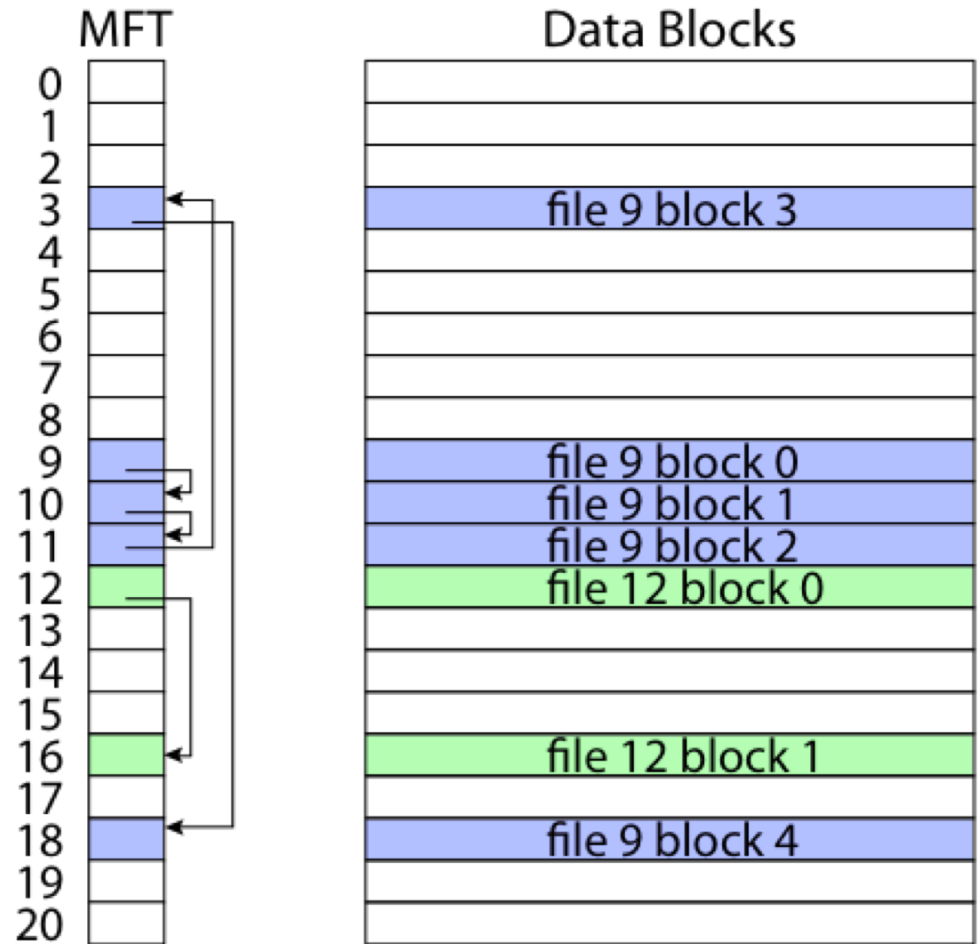 MFT Data Blocks
0
1
2
3 file 9 block 3
4
5
6
7
8
9 file 9 block 0
10 file 9 block 1
11 file 9 block 2
12 file 12 block 0
13
14
15
16 file 12 block 1
17
18 file 9 block 4
19
20